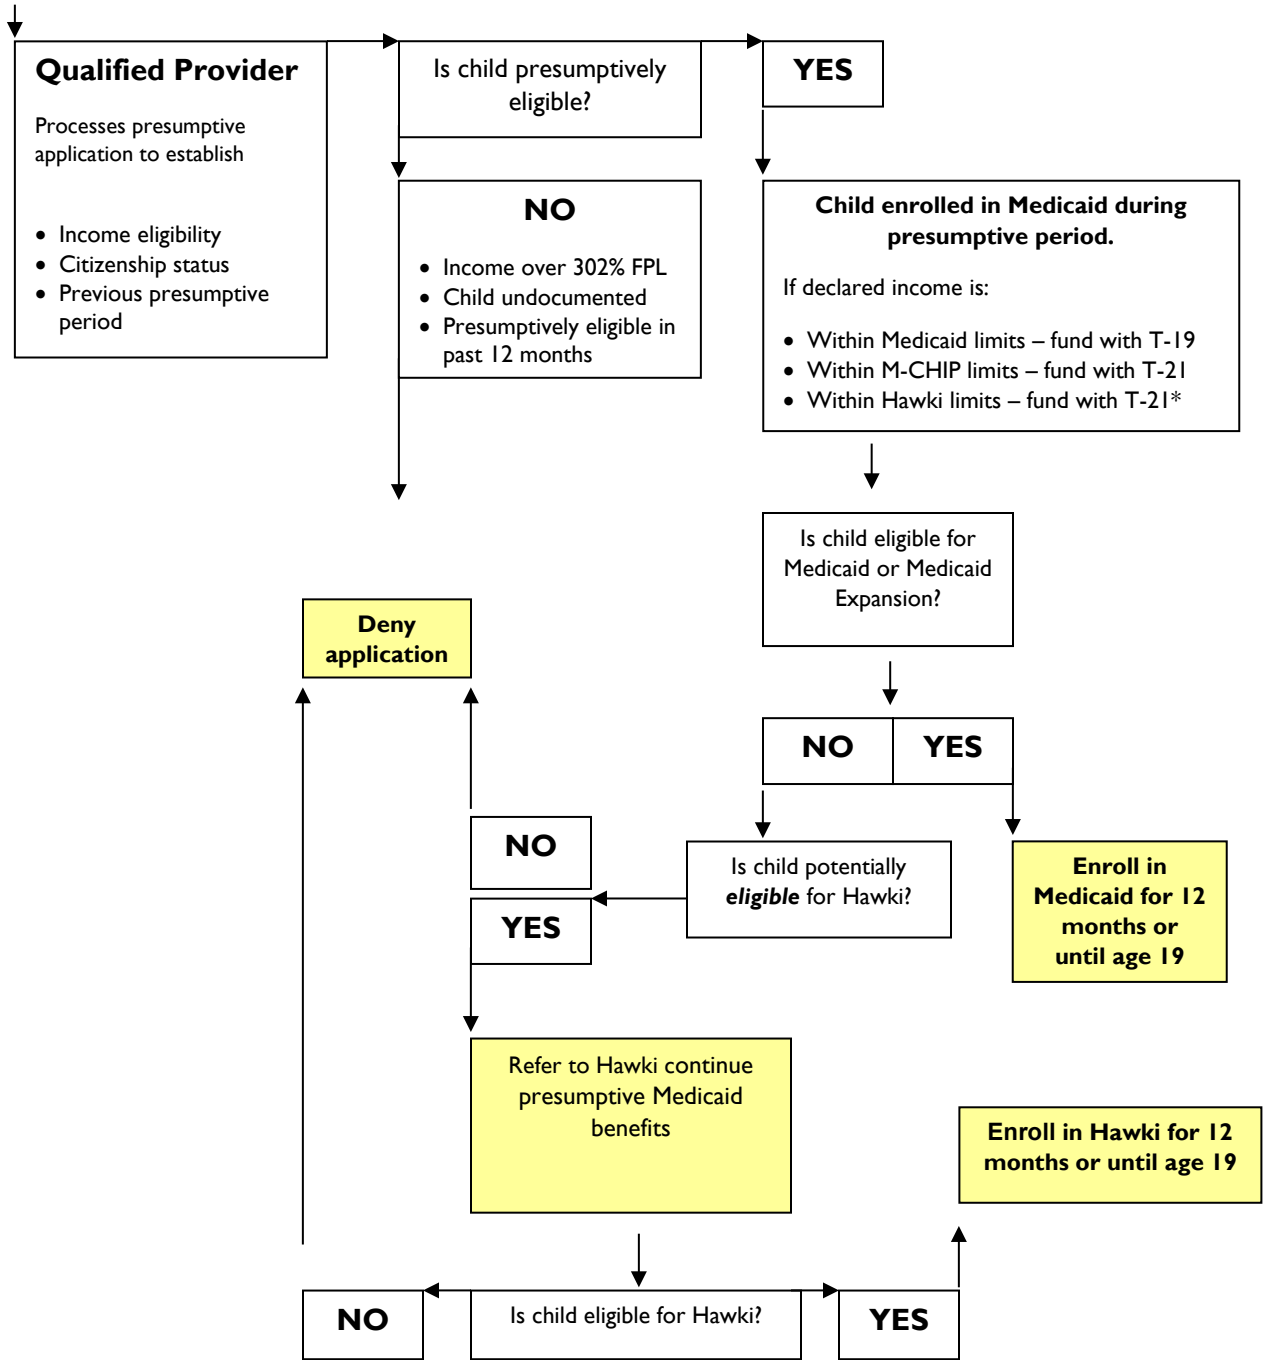 Qualified Provider
Processes presumptive
application to establish
• Income eligibility
• Citizenship status
• Previous presumptive
period
Is child presumptively
eligible?
YES
NO
• Income over 302% FPL
• Child undocumented
• Presumptively eligible in
past 12 months
Child enrolled in Medicaid during
presumptive period.
If declared income is:
• Within Medicaid limits – fund with T-19
• Within M-CHIP limits – fund with T-21
• Within Hawki limits – fund with T-21*
Is child eligible for
Medicaid or Medicaid
Expansion?
Deny
application
NO
YES
NO
YES
Is child potentially
eligible for Hawki?
Enroll in
Medicaid for 12
months or
until age 19
Refer to Hawki continue
presumptive Medicaid
benefits
Enroll in Hawki for 12
months or until age 19
NO
Is child eligible for Hawki?
YES